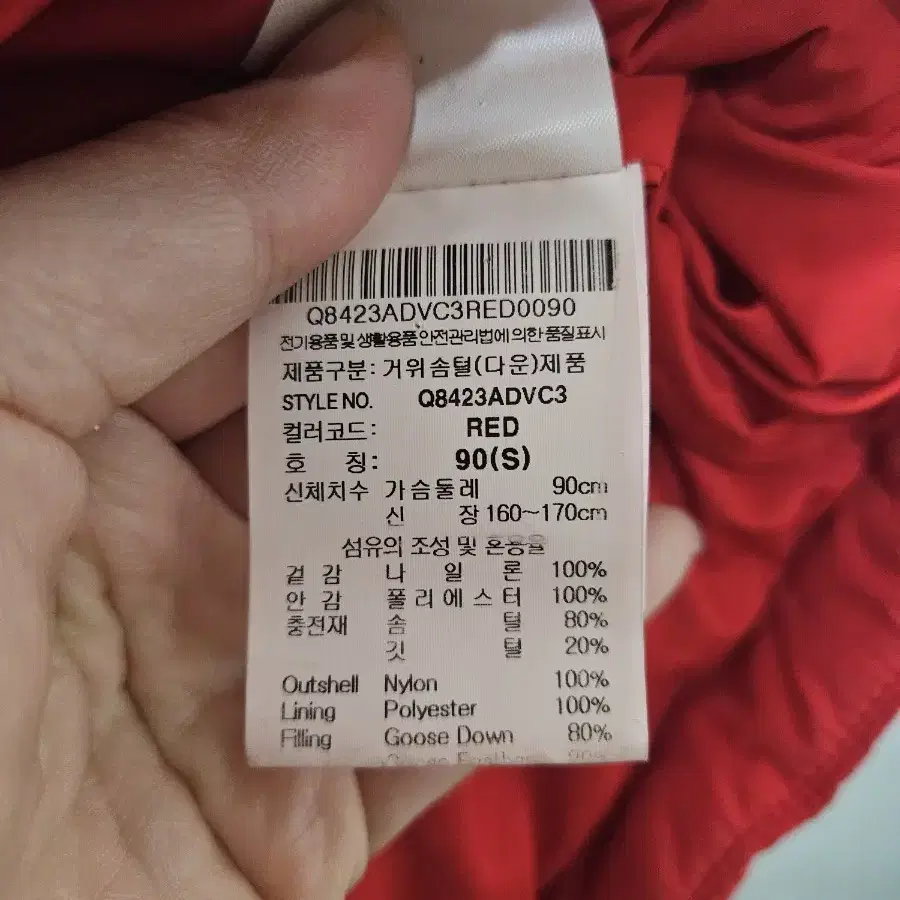 Q8423ADVC3RED0090
전기용품및 생활용품 안전관리법에 의한 품질표시
제품구분: 거위솜털(다운)제품
STYLE NO. Q8423ADVC3
컬러코드: RED
호 칭: 90(S)
신체치수 가슴둘레 90cm
신 장 160~170cm
섬유의 조성 및 혼용율
겉 감 나 일 론 100%
안 감 폴리에스터 100%
충전재 솜 털 80%
깃 털 20%
Outshell Nylon 100%
Lining Polyester 100%
Filling Goose Down 80%